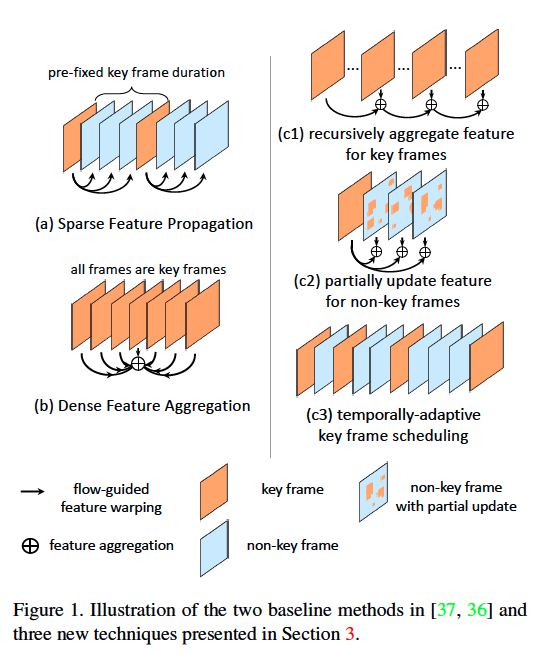 pre-fixed key frame duration
(a) Sparse Feature Propagation
all frames are key frames
(b) Dense Feature Aggregation
...
...
...
(c1) recursively aggregate feature
for key frames
(c2) partially update feature
for non-key frames
(c3) temporally-adaptive
key frame scheduling
flow-guided
feature warping
key frame
non-key frame
with partial update
feature aggregation
non-key frame
Figure 1. Illustration of the two baseline methods in [37, 36] and
three new techniques presented in Section 3.